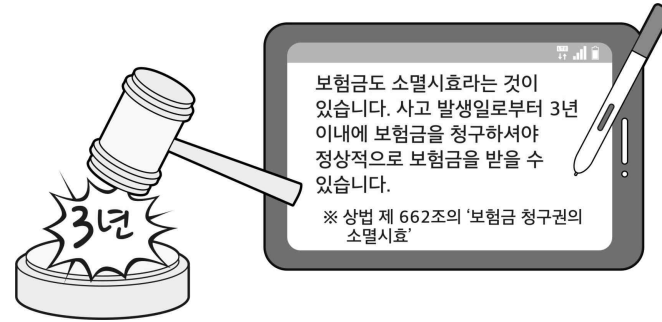 3년
보험금도 소멸시효라는 것이
있습니다. 사고 발생일로부터 3년
이내에 보험금을 청구하셔야
정상적으로 보험금을 받을 수
있습니다.
※ 상법 제 662조의 ‘보험금 청구권의
소멸시효’